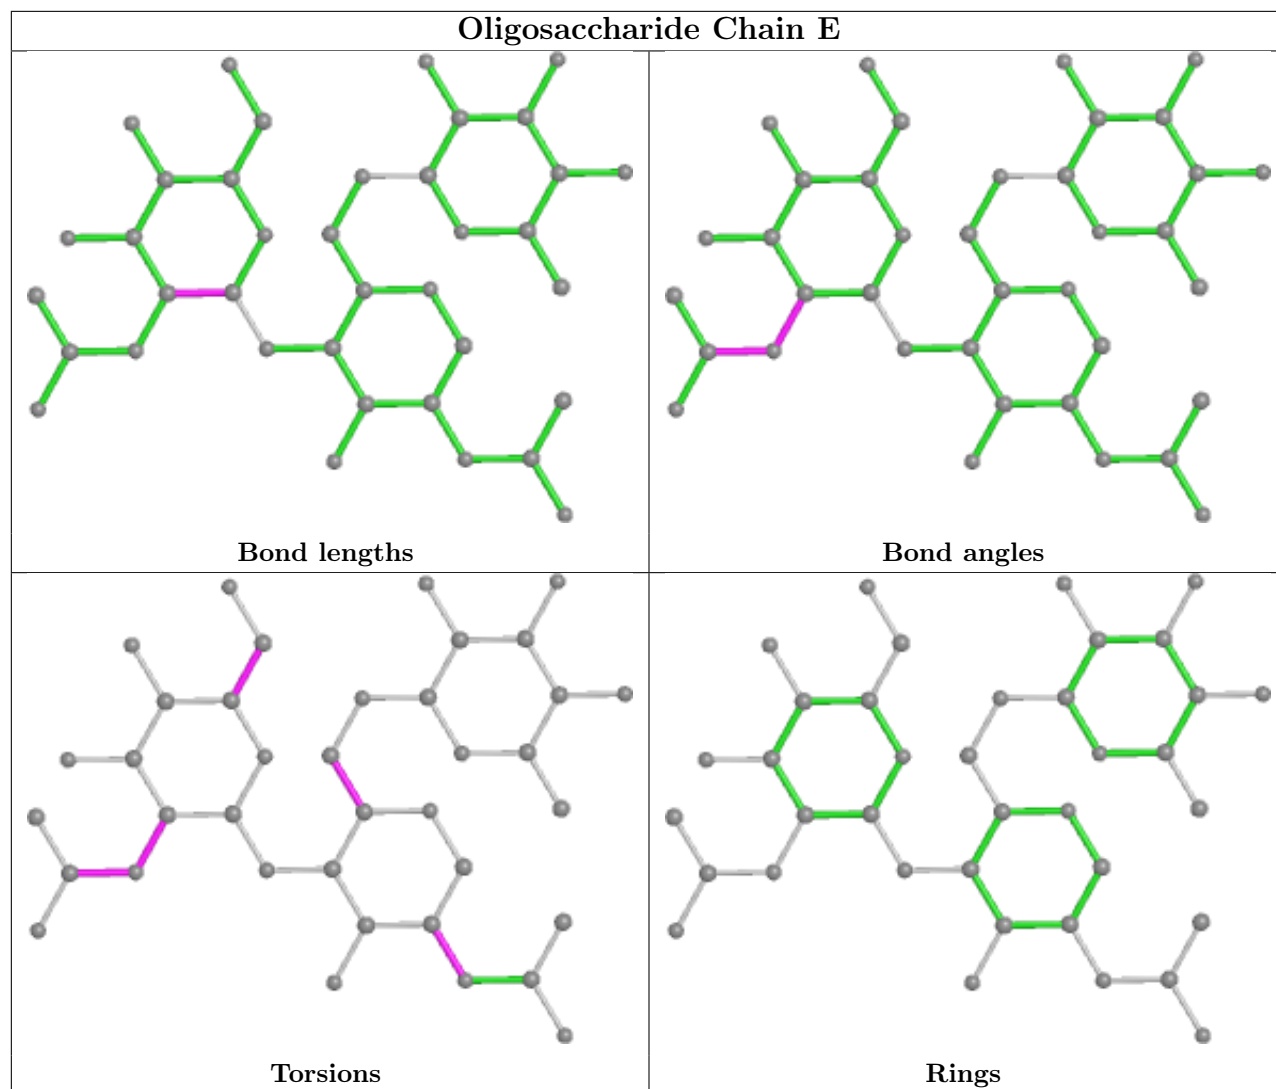 Oligosaccharide Chain E
Bond lengths
Bond angles
Torsions
Rings